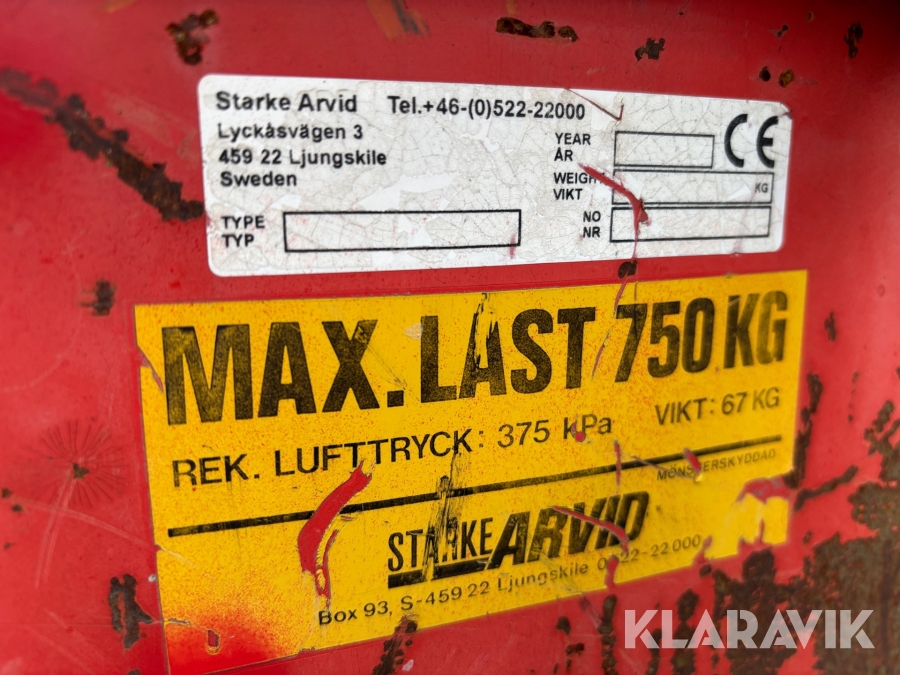 Starke Arvid Tel.+46-(0)522-22000
Lyckåsvägen 3
459 22 Ljungskile
Sweden
YEAR
ÅR
CE
WEIGHT
VIKT
KG
TYPE
TYP
NO
NR
MAX. LAST 750 KG
REK. LUFTTRYCK: 375 kPa VIKT: 67 KG
MÖNSTERSKYDDAD
STARKE ARVID
Box 93, S-459 22 Ljungskile 0522-22000
KLARAVIK